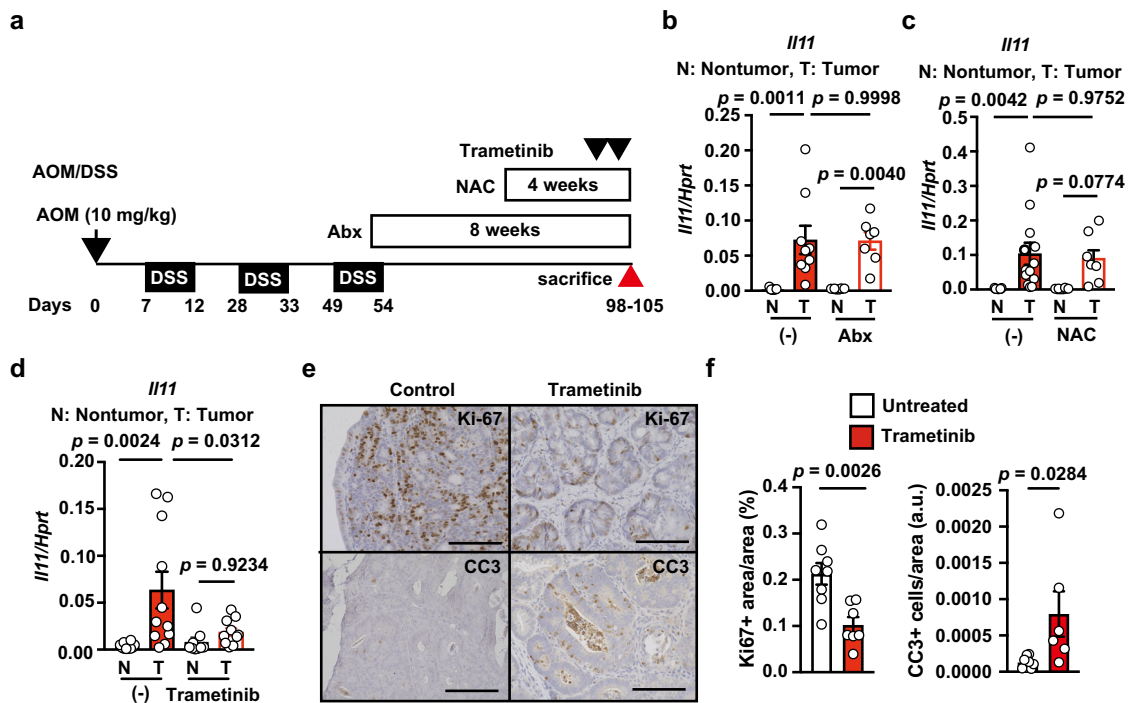 a
AOM/DSS
AOM (10 mg/kg)
Trametinib
NAC
4 weeks
Abx
8 weeks
DSS
DSS
DSS
sacrifice
Days 0 7 12 28 33 49 54 98-105
b
Il11
N: Nontumor, T: Tumor
p = 0.0011 p = 0.9998
p = 0.0040
Il11/Hprt
0.25
0.20
0.15
0.10
0.05
0.00
N T N T
(-) Abx
c
Il11
N: Nontumor, T: Tumor
p = 0.0042 p = 0.9752
p = 0.0774
Il11/Hprt
0.5
0.4
0.3
0.2
0.1
0.0
N T N T
(-) NAC
d
Il11
N: Nontumor, T: Tumor
p = 0.0024 p = 0.0312
p = 0.9234
Il11/Hprt
0.20
0.15
0.10
0.05
0.00
N T N T
(-) Trametinib
e
Control Trametinib
Ki-67 Ki-67
CC3 CC3
f
Untreated
Trametinib
p = 0.0026
Ki67+ area/area (%)
0.4
0.3
0.2
0.1
0.0
p = 0.0284
CC3+ cells/area (a.u.)
0.0025
0.0020
0.0015
0.0010
0.0005
0.0000